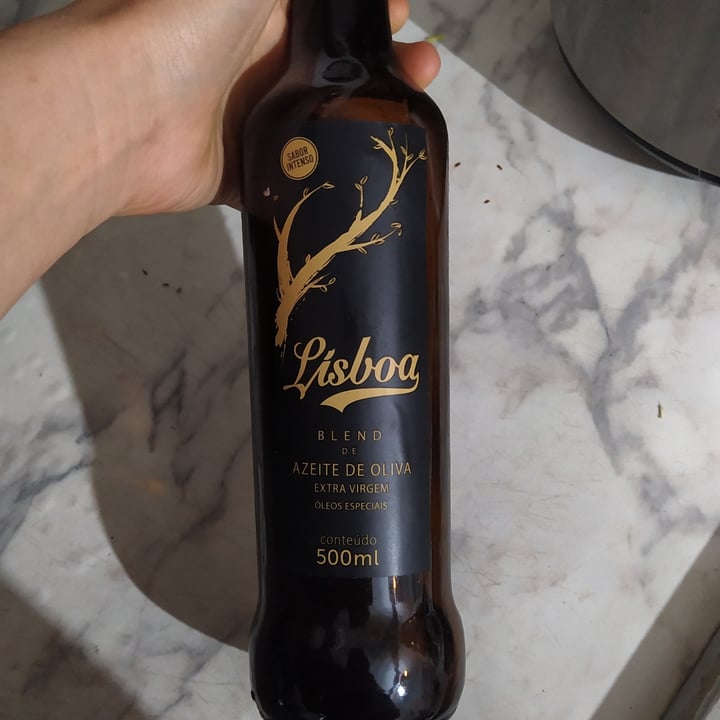 SABOR
INTENSO
Lisboa
BLEND
DE
AZEITE DE OLIVA
EXTRA VIRGEM
ÓLEOS ESPECIAIS
conteúdo
500ml